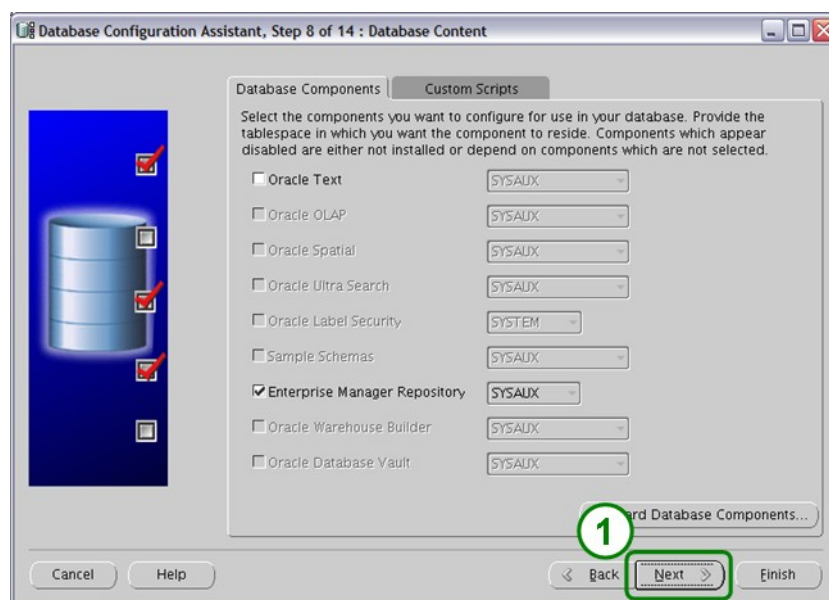 Database Configuration Assistant, Step 8 of 14 : Database Content
Database Components
Custom Scripts
Select the components you want to configure for use in your database. Provide the
tablespace in which you want the component to reside. Components which appear
disabled are either not installed or depend on components which are not selected.
Oracle Text SYSAUX
Oracle OLAP SYSAUX
Oracle Spatial SYSAUX
Oracle Ultra Search SYSAUX
Oracle Label Security SYSTEM
Sample Schemas SYSAUX
Enterprise Manager Repository SYSAUX
Oracle Warehouse Builder SYSAUX
Oracle Database Vault SYSAUX
Database Components...
1
Cancel Help Back Next Finish